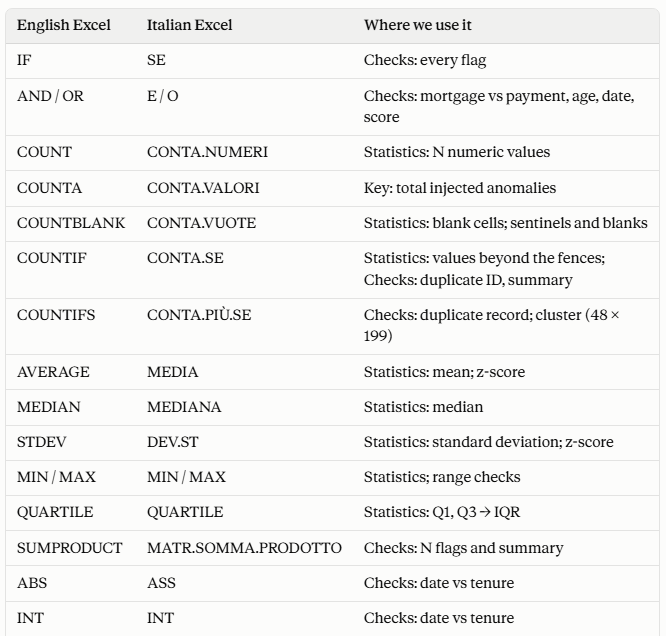 English Excel Italian Excel Where we use it
IF SE Checks: every flag
AND / OR E / O Checks: mortgage vs payment, age, date,
score
COUNT CONTA.NUMERI Statistics: N numeric values
COUNTA CONTA.VALORI Key: total injected anomalies
COUNTBLANK CONTA.VUOTE Statistics: blank cells; sentinels and blanks
COUNTIF CONTA.SE Statistics: values beyond the fences;
Checks: duplicate ID, summary
COUNTIFS CONTA.PIÙ.SE Checks: duplicate record; cluster (48 ×
199)
AVERAGE MEDIA Statistics: mean; z-score
MEDIAN MEDIANA Statistics: median
STDEV DEV.ST Statistics: standard deviation; z-score
MIN / MAX MIN / MAX Statistics; range checks
QUARTILE QUARTILE Statistics: Q1, Q3 → IQR
SUMPRODUCT MATR.SOMMA.PRODOTTO Checks: N flags and summary
ABS ASS Checks: date vs tenure
INT INT Checks: date vs tenure